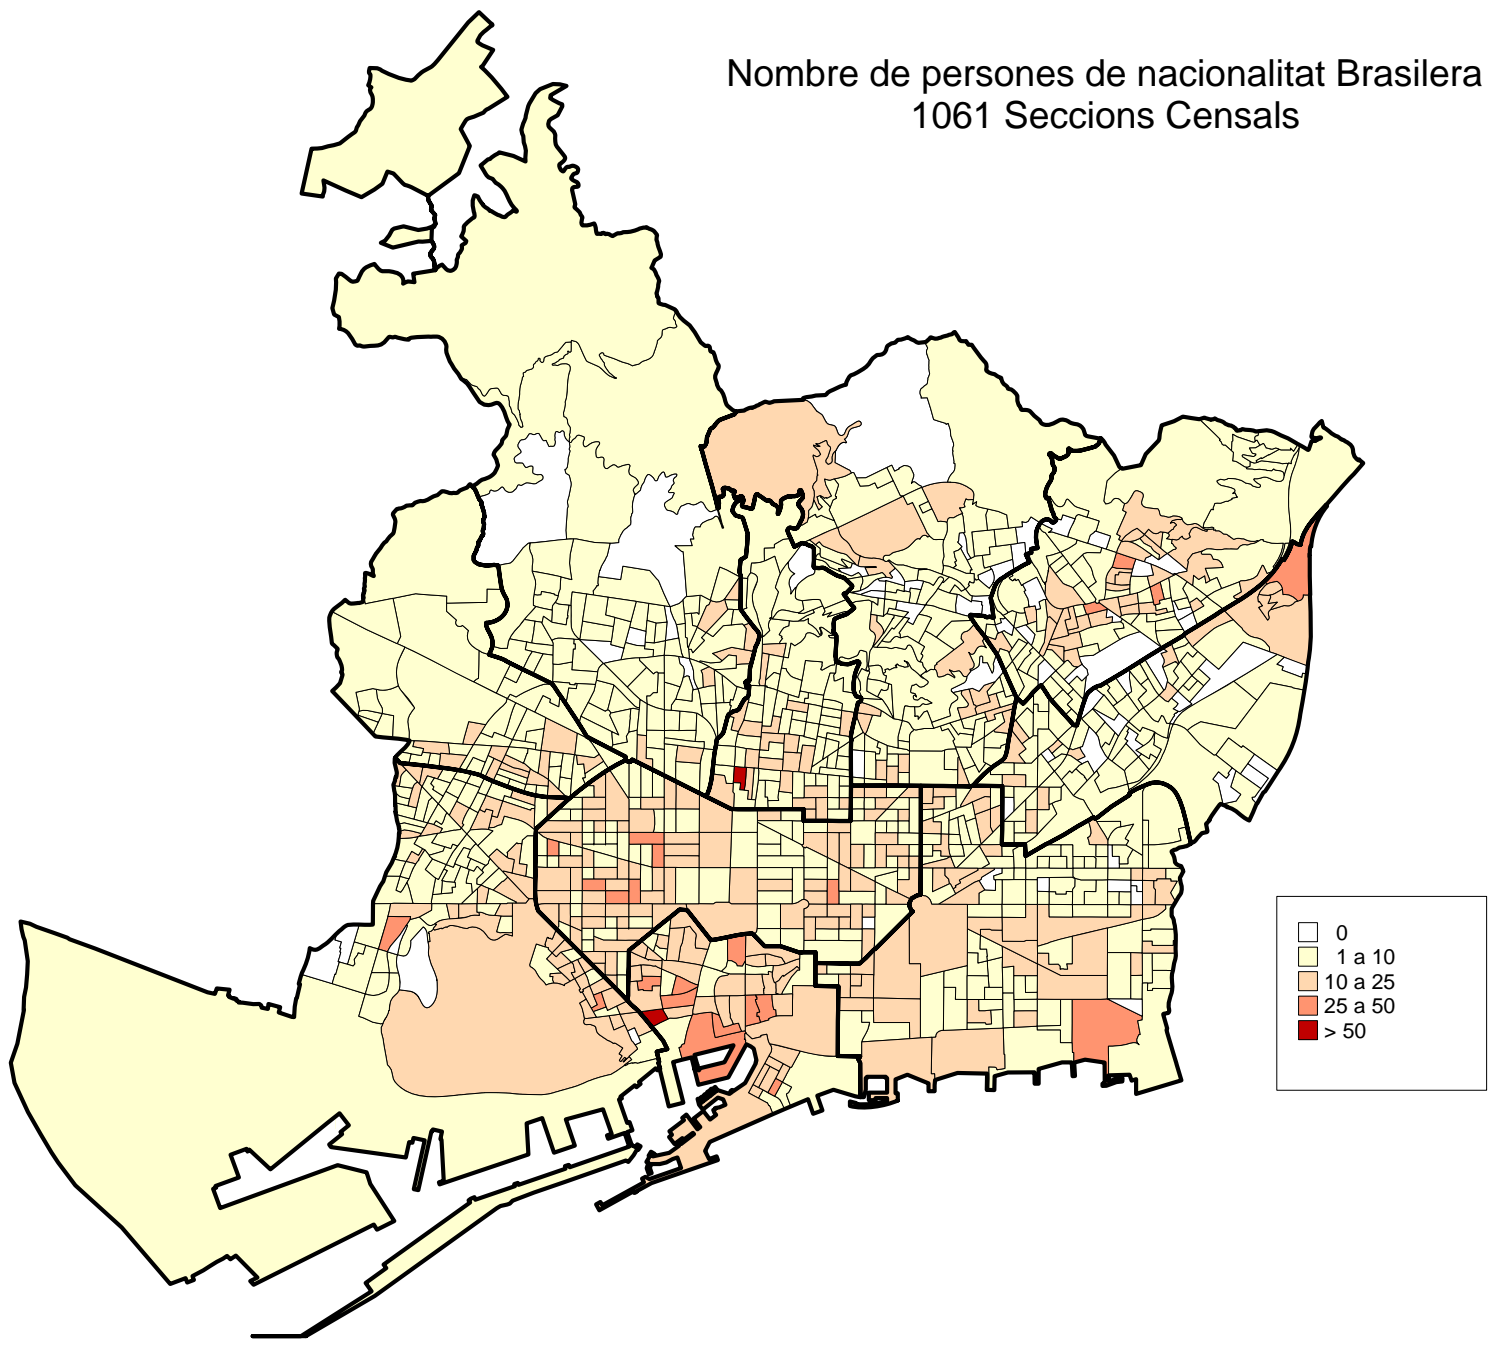 Nombre de persones de nacionalitat Brasilera
1061 Seccions Censals
0
1 a 10
10 a 25
25 a 50
> 50